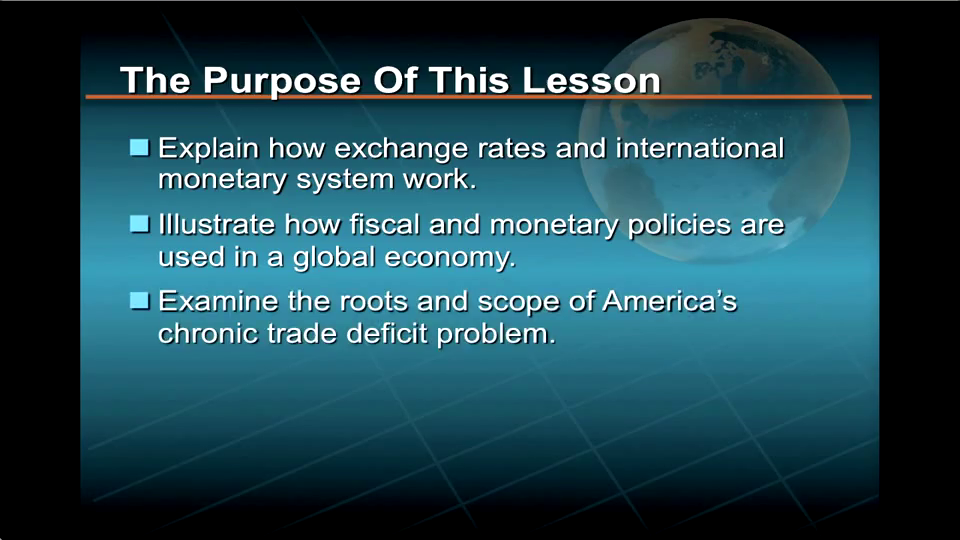 The Purpose Of This Lesson
Explain how exchange rates and international
monetary system work.
Illustrate how fiscal and monetary policies are
used in a global economy.
Examine the roots and scope of America’s
chronic trade deficit problem.